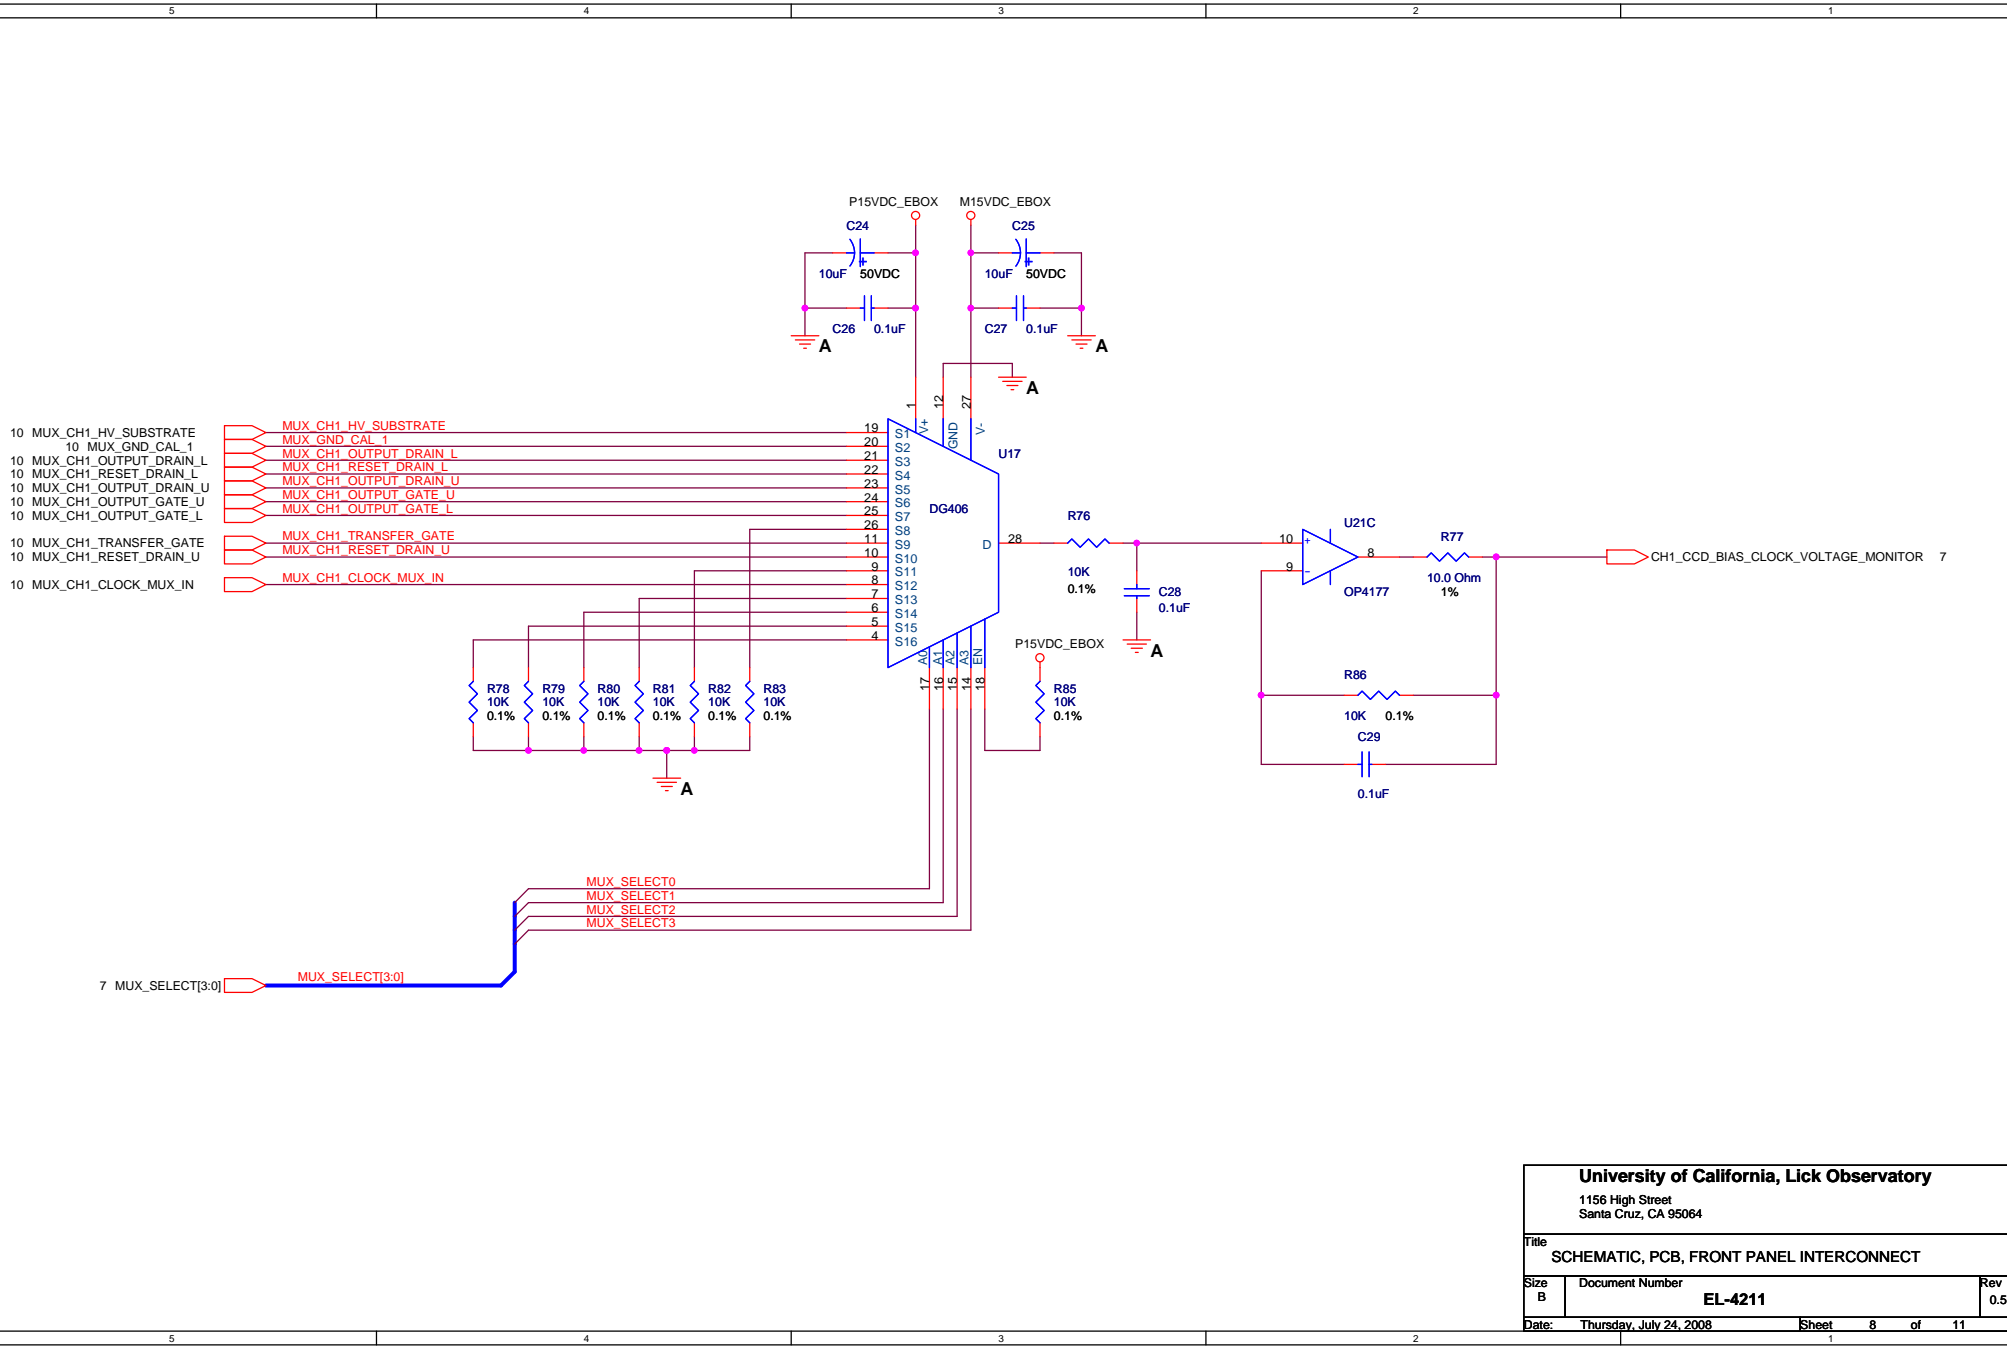 5 4 3 2 1
P15VDC_EBOX M15VDC_EBOX
C24 C25
10uF 50VDC 10uF 50VDC
C26 0.1uF C27 0.1uF
A A
A
1 12 27
V+ GND V-
U17
DG406
10 MUX_CH1_HV_SUBSTRATE MUX_CH1_HV_SUBSTRATE 19 S1
10 MUX_GND_CAL_1 MUX_GND_CAL_1 20 S2
10 MUX_CH1_OUTPUT_DRAIN_L MUX_CH1_OUTPUT_DRAIN_L 21 S3
10 MUX_CH1_RESET_DRAIN_L MUX_CH1_RESET_DRAIN_L 22 S4
10 MUX_CH1_OUTPUT_DRAIN_U MUX_CH1_OUTPUT_DRAIN_U 23 S5
10 MUX_CH1_OUTPUT_GATE_U MUX_CH1_OUTPUT_GATE_U 24 S6
10 MUX_CH1_OUTPUT_GATE_L MUX_CH1_OUTPUT_GATE_L 25 S7
26 S8
10 MUX_CH1_TRANSFER_GATE MUX_CH1_TRANSFER_GATE 11 S9
10 MUX_CH1_RESET_DRAIN_U MUX_CH1_RESET_DRAIN_U 10 S10
9 S11
10 MUX_CH1_CLOCK_MUX_IN MUX_CH1_CLOCK_MUX_IN 8 S12
7 S13
6 S14
5 S15
4 S16
D 28
R76
10K
0.1%
C28
0.1uF
A
10 +
9 -
8
U21C
OP4177
R77
10.0 Ohm
1%
CH1_CCD_BIAS_CLOCK_VOLTAGE_MONITOR 7
R86
10K 0.1%
C29
0.1uF
A0 A1 A2 A3 EN
17 16 15 14 18
P15VDC_EBOX
R85
10K
0.1%
R78 R79 R80 R81 R82 R83
10K 10K 10K 10K 10K 10K
0.1% 0.1% 0.1% 0.1% 0.1% 0.1%
A
MUX_SELECT0
MUX_SELECT1
MUX_SELECT2
MUX_SELECT3
7 MUX_SELECT[3:0] MUX_SELECT[3:0]
University of California, Lick Observatory
1156 High Street
Santa Cruz, CA 95064
Title
SCHEMATIC, PCB, FRONT PANEL INTERCONNECT
Size Document Number Rev
B EL-4211 0.5
Date: Thursday, July 24, 2008 Sheet 8 of 11
5 4 3 2 1